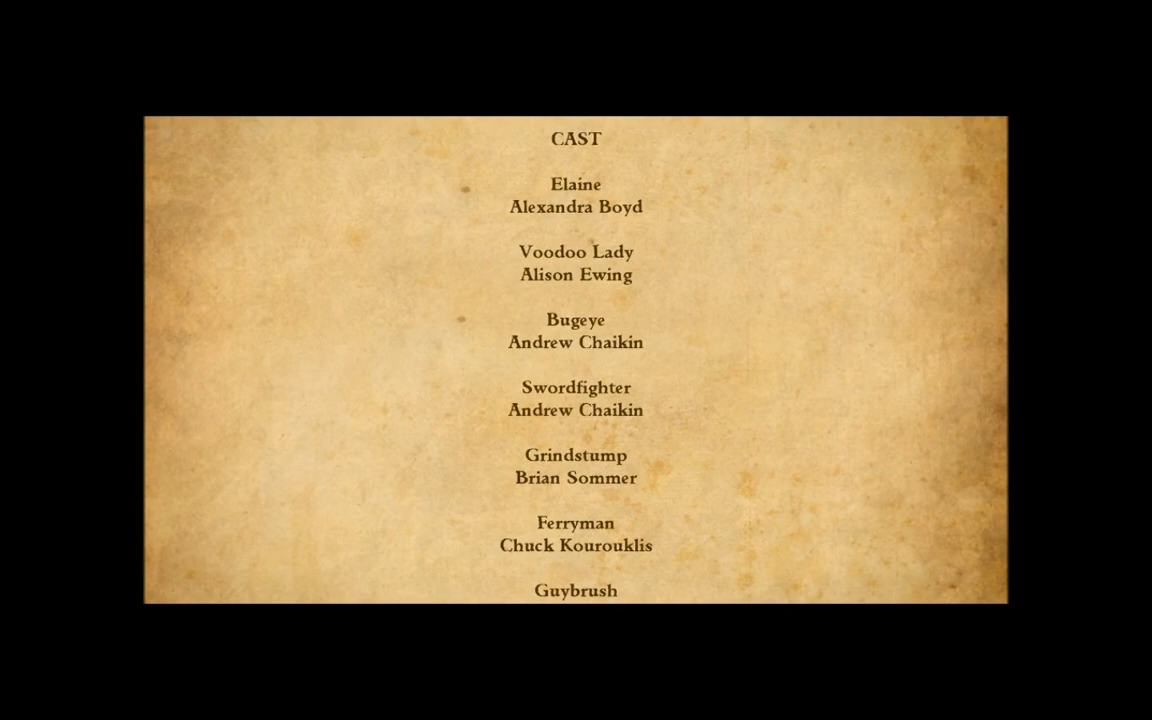 CAST
Elaine
Alexandra Boyd
Voodoo Lady
Alison Ewing
Bugeye
Andrew Chaikin
Swordfighter
Andrew Chaikin
Grindstump
Brian Sommer
Ferryman
Chuck Kourouklis
Guybrush